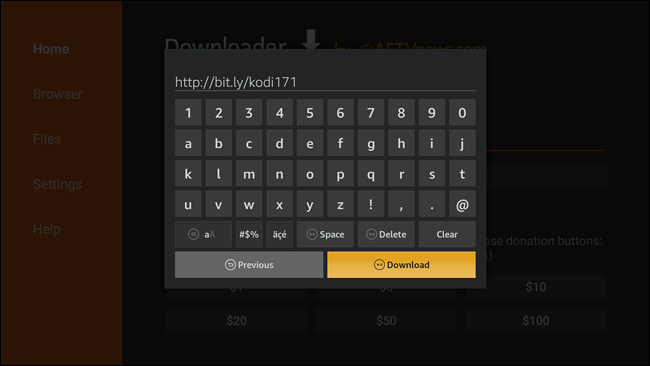 Home
Downloader by @AFTVnews.com
http://bit.ly/kodi171
Browser
1 2 3 4 5 6 7 8 9 0
Files
a b c d e f g h i j
k l m n o p q r s t
Settings
u v w x y z ! , . @
Help
aA #$% äçé Space Delete Clear
ase donation buttons:
Previous Download
$1 $5 $10
$20 $50 $100